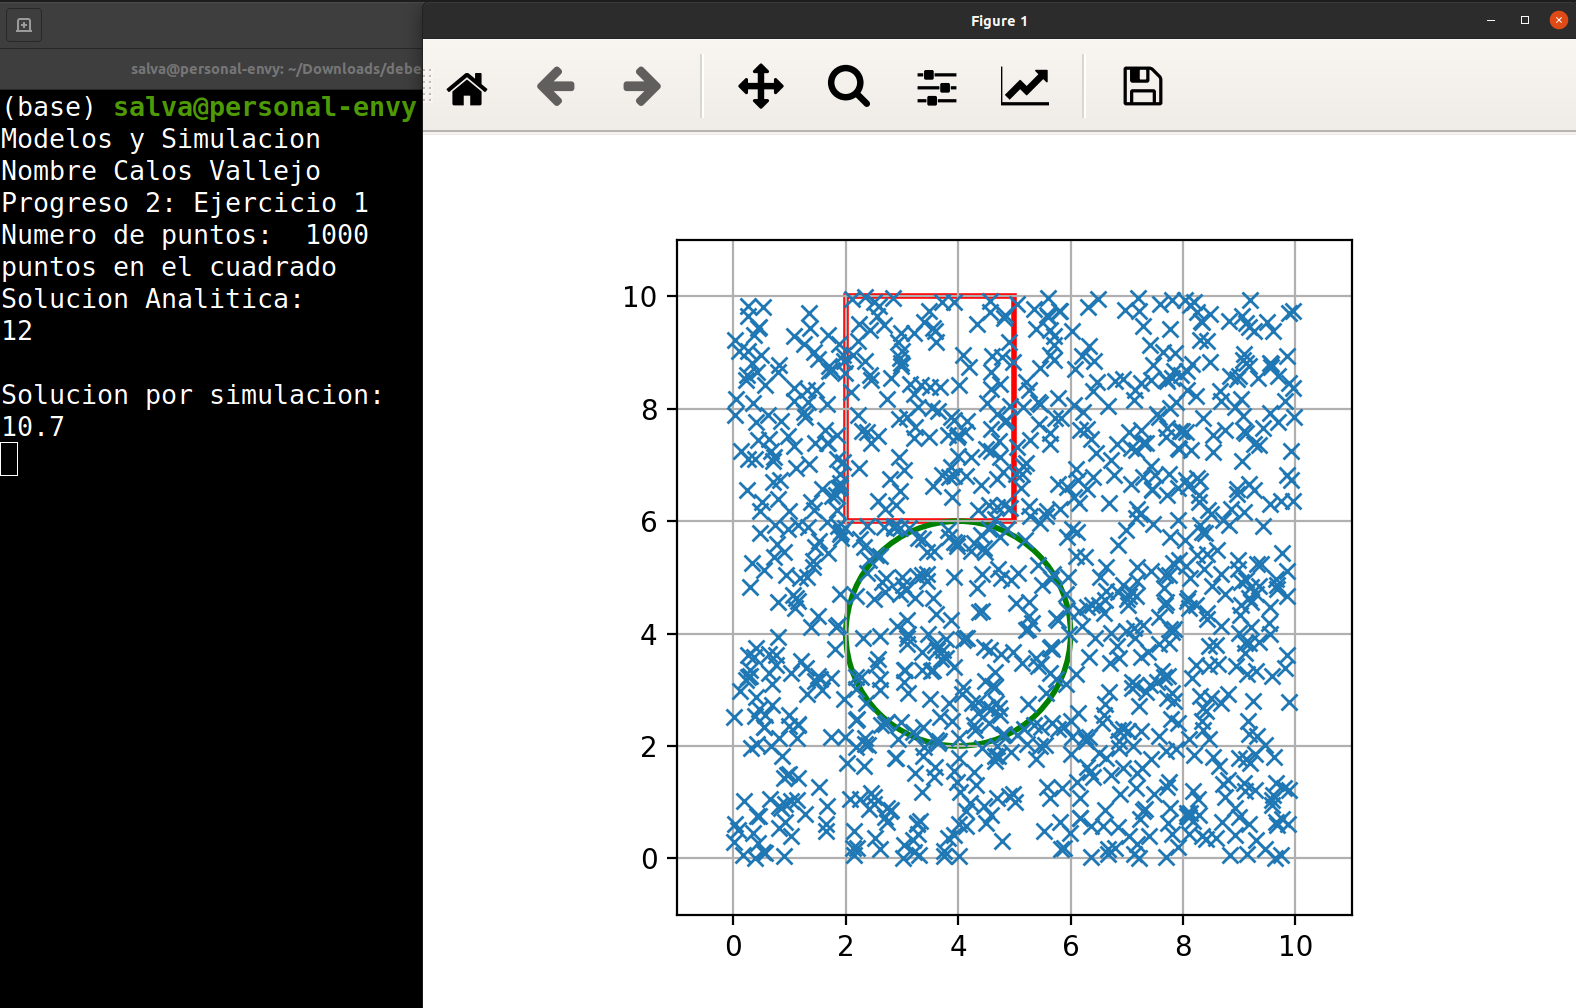 Figure 1
salva@personal-envy: ~/Downloads/debe
(base) salva@personal-envy
Modelos y Simulacion
Nombre Calos Vallejo
Progreso 2: Ejercicio 1
Numero de puntos:  1000
puntos en el cuadrado
Solucion Analitica:
12
Solucion por simulacion:
10.7
10
8
6
4
2
0
0 2 4 6 8 10